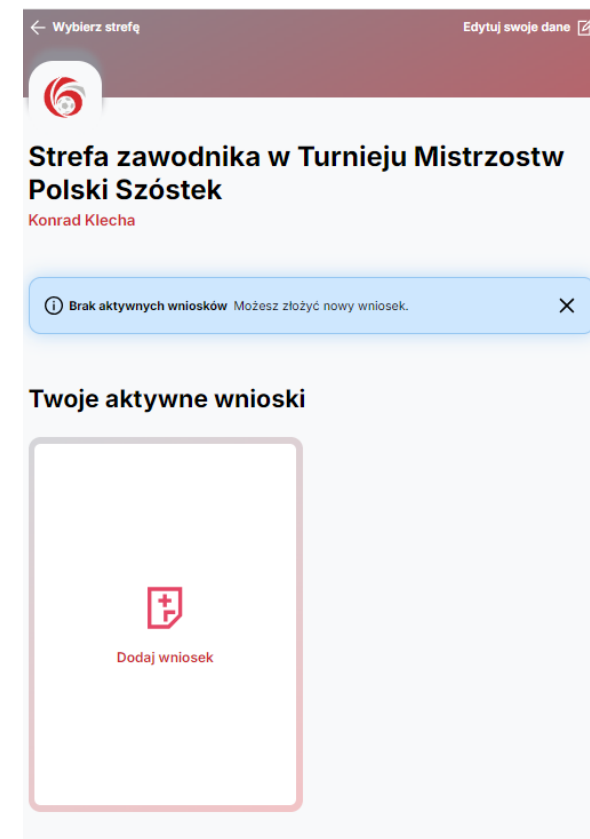 Wybierz strefę
Edytuj swoje dane
Strefa zawodnika w Turnieju Mistrzostw
Polski Szóstek
Konrad Klecha
Brak aktywnych wniosków Możesz złożyć nowy wniosek.
Twoje aktywne wnioski
Dodaj wniosek